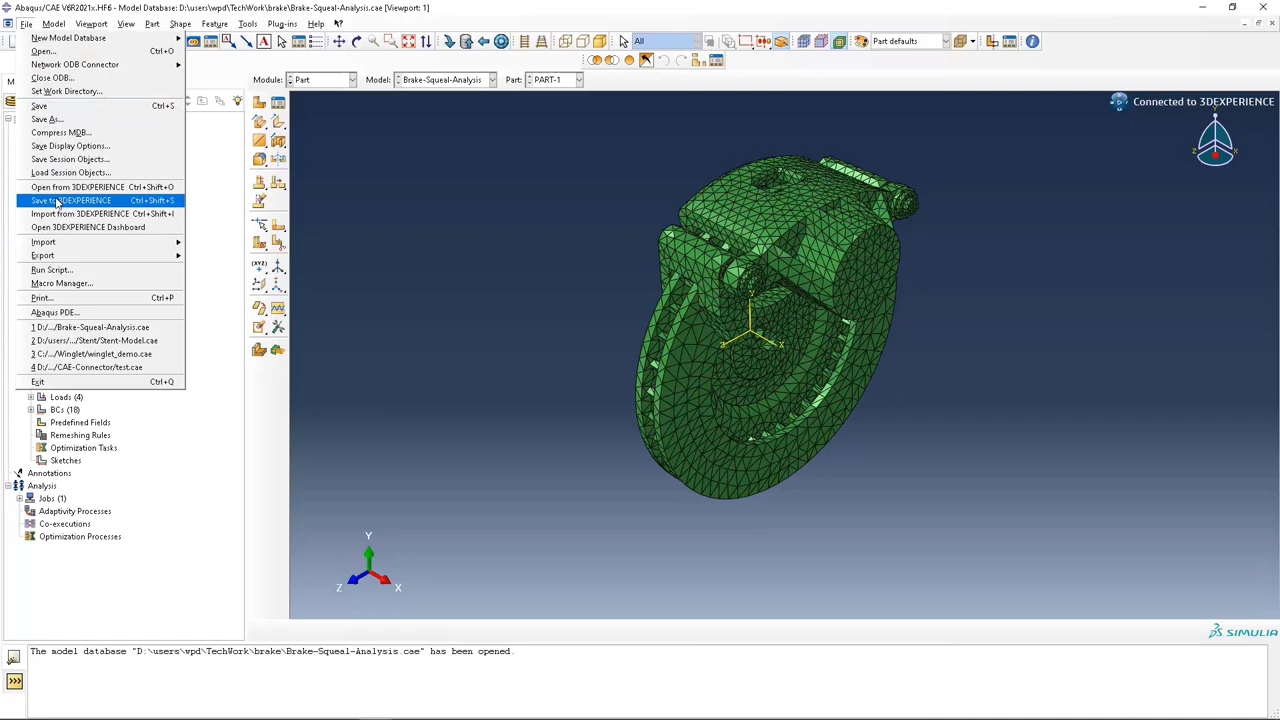 Abaqus/CAE V6R2021x.HF6 - Model Database: D:\users\wpd\TechWork\brake\Brake-Squeal-Analysis.cae [Viewport: 1]
File Model Viewport View Part Shape Feature Tools Plug-ins Help
All Part defaults
Module: Part Model: Brake-Squeal-Analysis Part: PART-1
New Model Database
Open... Ctrl+O
Network ODB Connector
Close ODB...
Set Work Directory...
Save Ctrl+S
Save As...
Compress MDB...
Save Display Options...
Save Session Objects...
Load Session Objects...
Open from 3DEXPERIENCE Ctrl+Shift+O
Save to 3DEXPERIENCE Ctrl+Shift+S
Import from 3DEXPERIENCE Ctrl+Shift+I
Open 3DEXPERIENCE Dashboard
Import
Export
Run Script...
Macro Manager...
Print... Ctrl+P
Abaqus PDE...
1 D:/.../Brake-Squeal-Analysis.cae
2 D:/users/.../Stent/Stent-Model.cae
3 C:/.../Winglet/winglet_demo.cae
4 D:/.../CAE-Connector/test.cae
Exit Ctrl+Q
Loads (4)
BCs (18)
Predefined Fields
Remeshing Rules
Optimization Tasks
Sketches
Annotations
Analysis
Jobs (1)
Adaptivity Processes
Co-executions
Optimization Processes
(XYZ)
Connected to 3DEXPERIENCE
Y
Z X
Z X
Y
Z X
SIMULIA
The model database "D:\users\wpd\TechWork\brake\Brake-Squeal-Analysis.cae" has been opened.
>>>